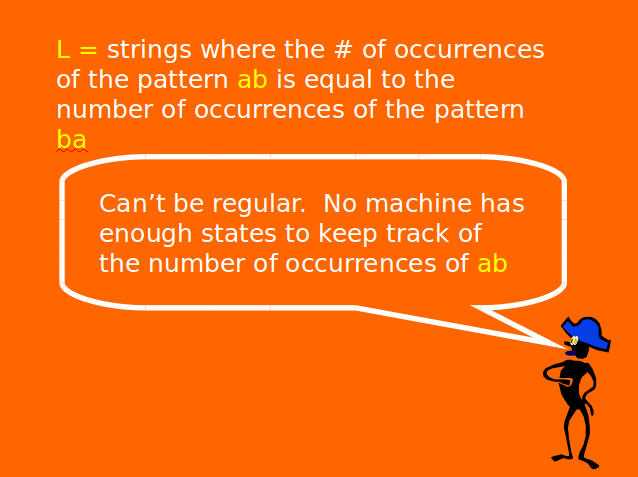 L = strings where the # of occurrences
of the pattern ab is equal to the
number of occurrences of the pattern
ba
Can’t be regular. No machine has
enough states to keep track of
the number of occurrences of ab